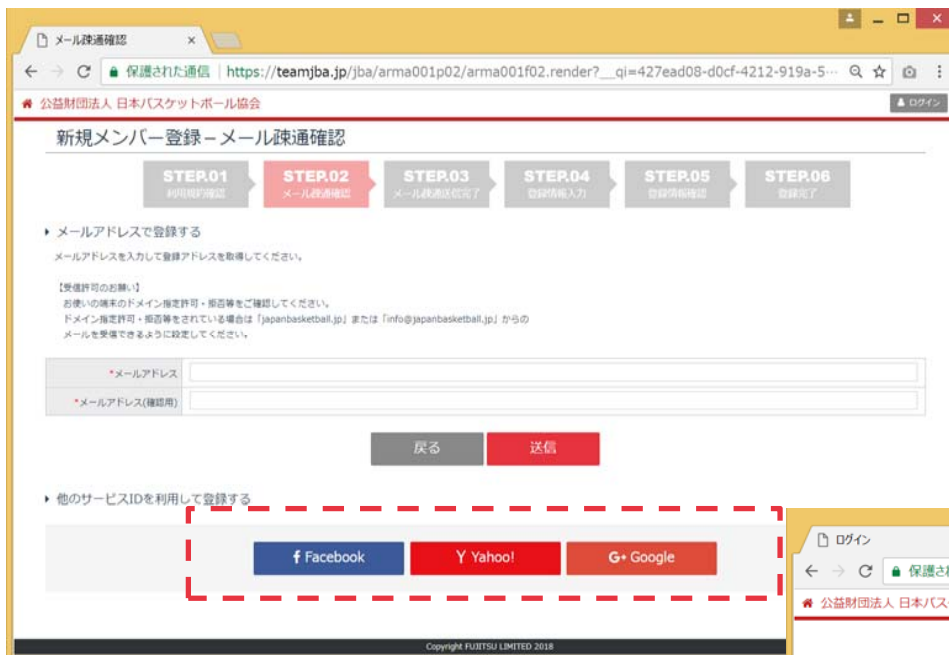 メール疎通確認
保護された通信 | https://teamjba.jp/jba/arma001p02/arma001f02.render?__qi=427ead08-d0cf-4212-919a-5…
公益財団法人 日本バスケットボール協会
ログイン
新規メンバー登録 – メール疎通確認
STEP.01 STEP.02 STEP.03 STEP.04 STEP.05 STEP.06
利用規約確認 メール疎通確認 メール疎通送信完了 登録情報入力 登録情報確認 登録完了
メールアドレスで登録する
メールアドレスを入力して登録アドレスを取得してください。
【受信許可のお願い】
お使いの端末のドメイン指定許可・拒否等をご確認してください。
ドメイン指定許可・拒否等をされている場合は「japanbasketball.jp」または「info@japanbasketball.jp」からの
メールを受信できるように設定してください。
*メールアドレス
*メールアドレス(確認用)
戻る 送信
他のサービスIDを利用して登録する
f Facebook Y Yahoo! G+ Google
Copyright FUJITSU LIMITED 2018
ログイン
保護され
公益財団法人 日本バス